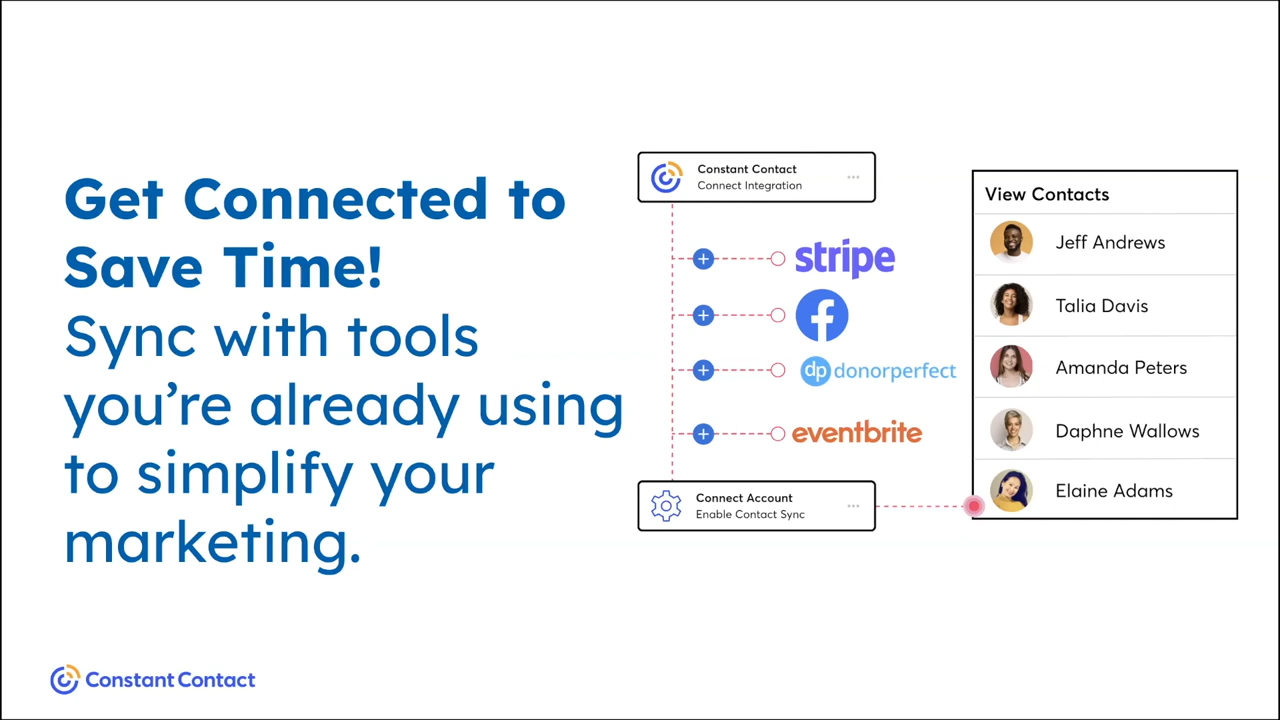 Get Connected to
Save Time!
Sync with tools
you’re already using
to simplify your
marketing.
Constant Contact
Connect Integration
stripe
f
dp donorperfect
eventbrite
Connect Account
Enable Contact Sync
View Contacts
Jeff Andrews
Talia Davis
Amanda Peters
Daphne Wallows
Elaine Adams
Constant Contact